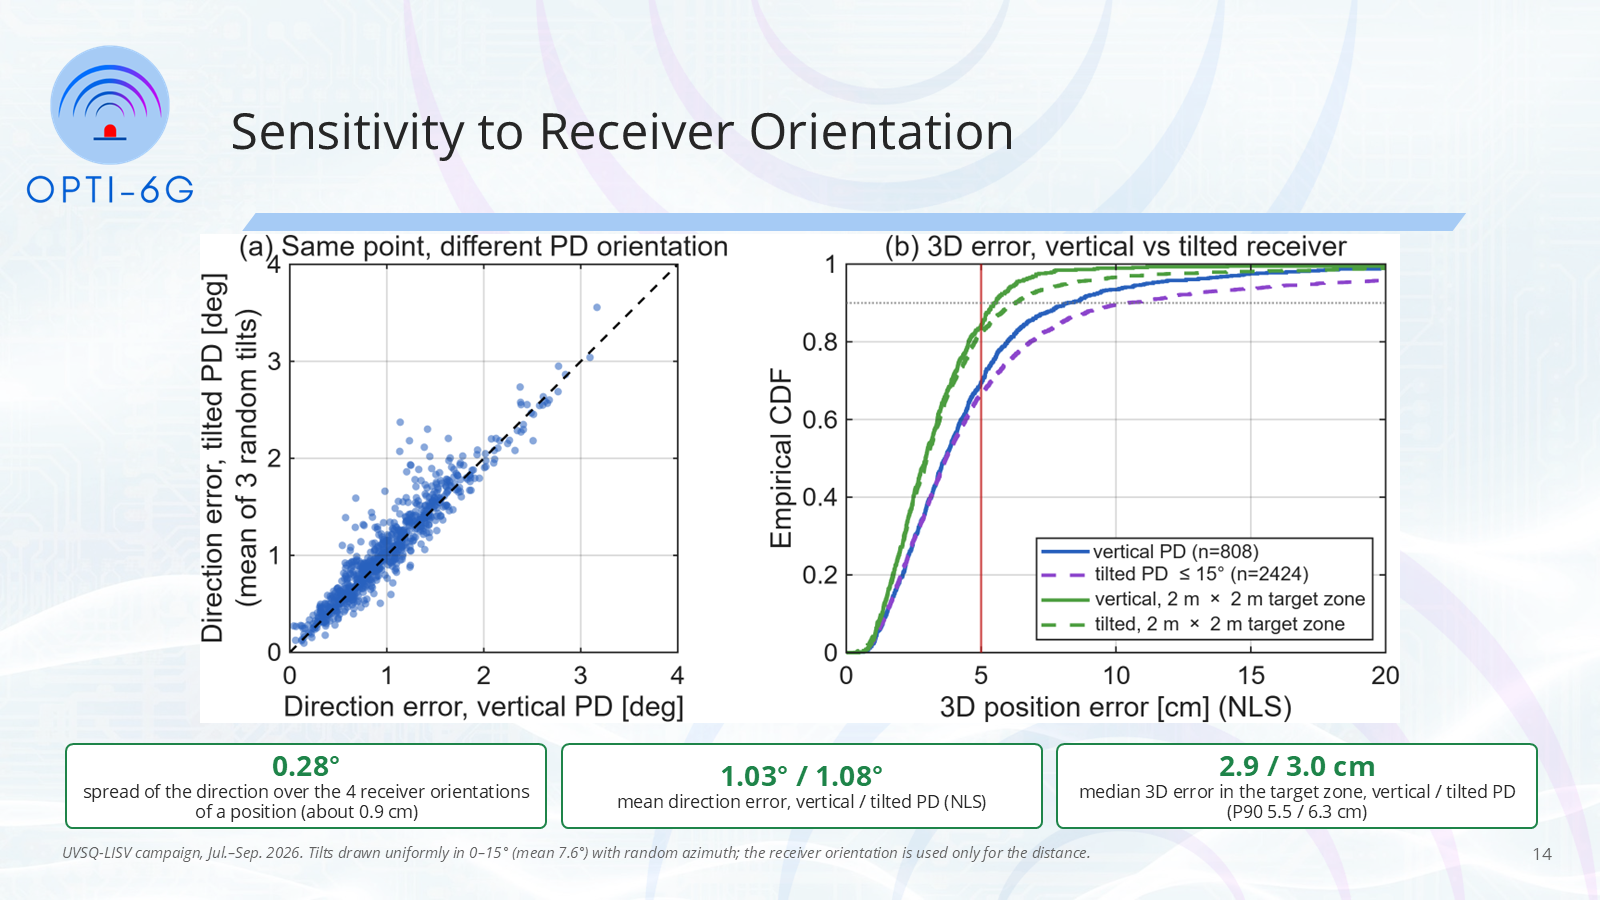 OPTI-6G
Sensitivity to Receiver Orientation
(a) Same point, different PD orientation
Direction error, tilted PD [deg]
(mean of 3 random tilts)
4
3
2
1
0
0 1 2 3 4
Direction error, vertical PD [deg]
(b) 3D error, vertical vs tilted receiver
Empirical CDF
1
0.8
0.6
0.4
0.2
0
vertical PD (n=808)
tilted PD ≤ 15° (n=2424)
vertical, 2 m × 2 m target zone
tilted, 2 m × 2 m target zone
0 5 10 15 20
3D position error [cm] (NLS)
0.28°
spread of the direction over the 4 receiver orientations
of a position (about 0.9 cm)
1.03° / 1.08°
mean direction error, vertical / tilted PD (NLS)
2.9 / 3.0 cm
median 3D error in the target zone, vertical / tilted PD
(P90 5.5 / 6.3 cm)
UVSQ-LISV campaign, Jul.–Sep. 2026. Tilts drawn uniformly in 0–15° (mean 7.6°) with random azimuth; the receiver orientation is used only for the distance.
14